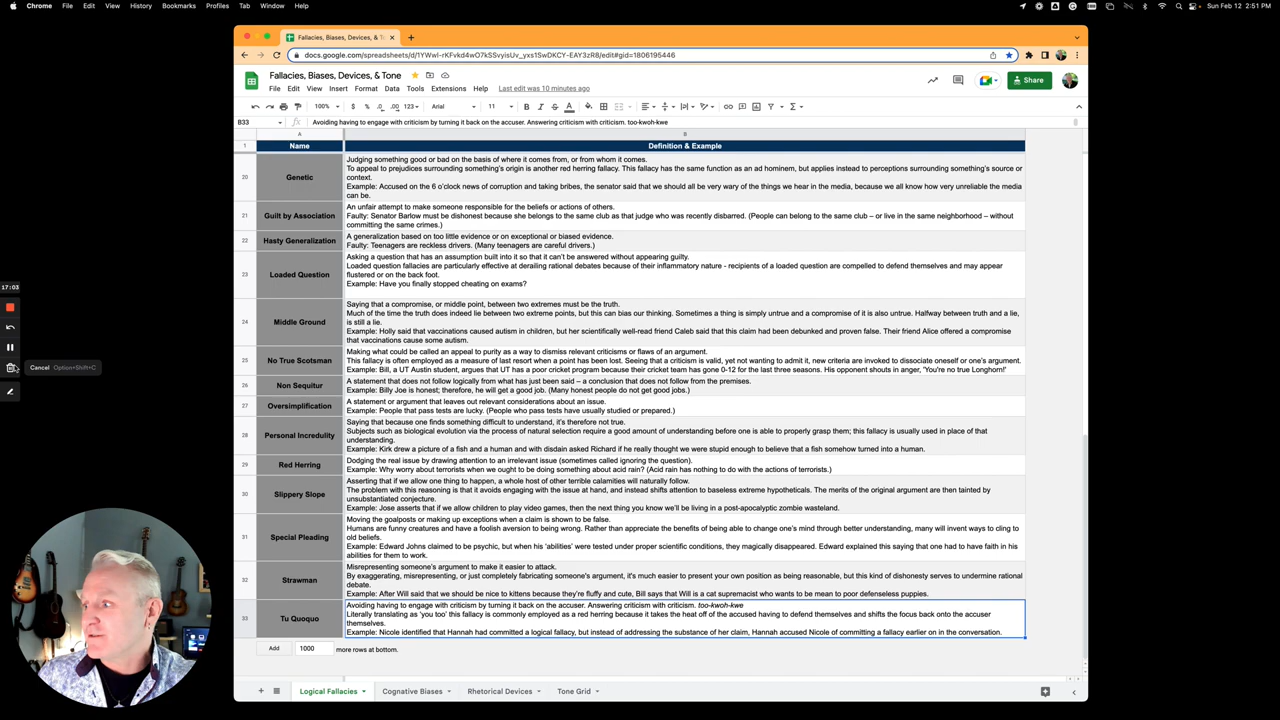 Chrome File Edit View History Bookmarks Profiles Tab Window Help Sun Feb 12 2:51 PM
Fallacies, Biases, Devices, & To
docs.google.com/spreadsheets/d/1YWwI-rKFvkd4wO7kSSvyisUv_yxs1SwDKCY-EAY3zR8/edit#gid=1806195446
Fallacies, Biases, Devices, & Tone
File Edit View Insert Format Data Tools Extensions Help Last edit was 10 minutes ago
Share
100% $ % .0 .00 123 Arial 11 B I S A
B33 fx Avoiding having to engage with criticism by turning it back on the accuser. Answering criticism with criticism. too-kwoh-kwe
A B
1 Name Definition & Example
20 Genetic
Judging something good or bad on the basis of where it comes from, or from whom it comes.
To appeal to prejudices surrounding something's origin is another red herring fallacy. This fallacy has the same function as an ad hominem, but applies instead to perceptions surrounding something's source or
context.
Example: Accused on the 6 o'clock news of corruption and taking bribes, the senator said that we should all be very wary of the things we hear in the media, because we all know how very unreliable the media
can be.
21 Guilt by Association
An unfair attempt to make someone responsible for the beliefs or actions of others.
Faulty: Senator Barlow must be dishonest because she belongs to the same club as that judge who was recently disbarred. (People can belong to the same club – or live in the same neighborhood – without
committing the same crimes.)
22 Hasty Generalization
A generalization based on too little evidence or on exceptional or biased evidence.
Faulty: Teenagers are reckless drivers. (Many teenagers are careful drivers.)
23 Loaded Question
Asking a question that has an assumption built into it so that it can't be answered without appearing guilty.
Loaded question fallacies are particularly effective at derailing rational debates because of their inflammatory nature - recipients of a loaded question are compelled to defend themselves and may appear
flustered or on the back foot.
Example: Have you finally stopped cheating on exams?
24 Middle Ground
Saying that a compromise, or middle point, between two extremes must be the truth.
Much of the time the truth does indeed lie between two extreme points, but this can bias our thinking. Sometimes a thing is simply untrue and a compromise of it is also untrue. Halfway between truth and a lie,
is still a lie.
Example: Holly said that vaccinations caused autism in children, but her scientifically well-read friend Caleb said that this claim had been debunked and proven false. Their friend Alice offered a compromise
that vaccinations cause some autism.
25 No True Scotsman
Making what could be called an appeal to purity as a way to dismiss relevant criticisms or flaws of an argument.
This fallacy is often employed as a measure of last resort when a point has been lost. Seeing that a criticism is valid, yet not wanting to admit it, new criteria are invoked to dissociate oneself or one's argument.
Example: Bill, a UT Austin student, argues that UT has a poor cricket program because their cricket team has gone 0-12 for the last three seasons. His opponent shouts in anger, 'You're no true Longhorn!'
26 Non Sequitur
A statement that does not follow logically from what has just been said – a conclusion that does not follow from the premises.
Example: Billy Joe is honest; therefore, he will get a good job. (Many honest people do not get good jobs.)
27 Oversimplification
A statement or argument that leaves out relevant considerations about an issue.
Example: People that pass tests are lucky. (People who pass tests have usually studied or prepared.)
28 Personal Incredulity
Saying that because one finds something difficult to understand, it's therefore not true.
Subjects such as biological evolution via the process of natural selection require a good amount of understanding before one is able to properly grasp them; this fallacy is usually used in place of that
understanding.
Example: Kirk drew a picture of a fish and a human and with disdain asked Richard if he really thought we were stupid enough to believe that a fish somehow turned into a human.
29 Red Herring
Dodging the real issue by drawing attention to an irrelevant issue (sometimes called ignoring the question).
Example: Why worry about terrorists when we ought to be doing something about acid rain? (Acid rain has nothing to do with the actions of terrorists.)
30 Slippery Slope
Asserting that if we allow one thing to happen, a whole host of other terrible calamities will naturally follow.
The problem with this reasoning is that it avoids engaging with the issue at hand, and instead shifts attention to baseless extreme hypotheticals. The merits of the original argument are then tainted by
unsubstantiated conjecture.
Example: Jose asserts that if we allow children to play video games, then the next thing you know we'll be living in a post-apocalyptic zombie wasteland.
31 Special Pleading
Moving the goalposts or making up exceptions when a claim is shown to be false.
Humans are funny creatures and have a foolish aversion to being wrong. Rather than appreciate the benefits of being able to change one's mind through better understanding, many will invent ways to cling to
old beliefs.
Example: Edward Johns claimed to be psychic, but when his 'abilities' were tested under proper scientific conditions, they magically disappeared. Edward explained this saying that one had to have faith in his
abilities for them to work.
32 Strawman
Misrepresenting someone's argument to make it easier to attack.
By exaggerating, misrepresenting, or just completely fabricating someone's argument, it's much easier to present your own position as being reasonable, but this kind of dishonesty serves to undermine rational
debate.
Example: After Will said that we should be nice to kittens because they're fluffy and cute, Bill says that Will is a cat supremacist who wants to be mean to poor defenseless puppies.
33 Tu Quoquo
Avoiding having to engage with criticism by turning it back on the accuser. Answering criticism with criticism. too-kwoh-kwe
Literally translating as 'you too' this fallacy is commonly employed as a red herring because it takes the heat off of the accused having to defend themselves and shifts the focus back onto the accuser
themselves.
Example: Nicole identified that Hannah had committed a logical fallacy, but instead of addressing the substance of her claim, Hannah accused Nicole of committing a fallacy earlier on in the conversation.
Add 1000 more rows at bottom.
Logical Fallacies Cognitive Biases Rhetorical Devices Tone Grid
17:03
Cancel Option+Shift+C